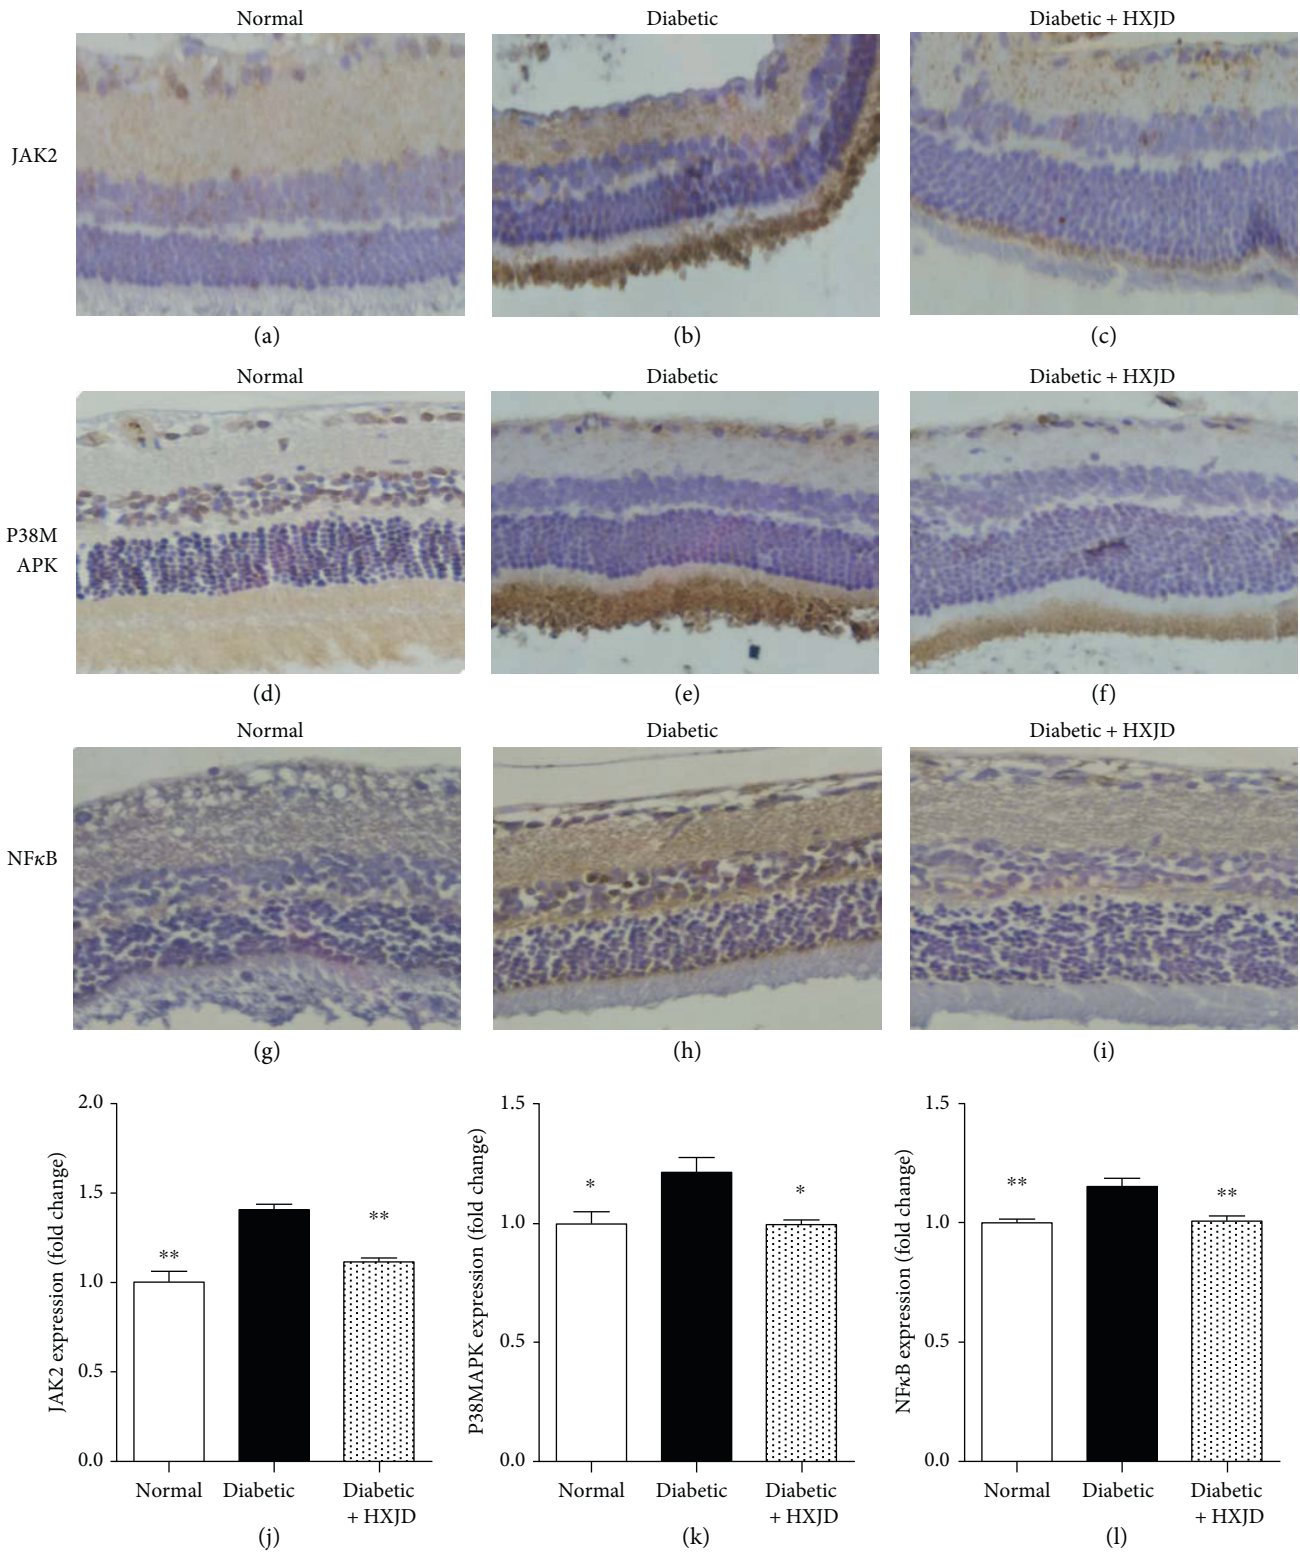 Normal
Diabetic
Diabetic + HXJD
JAK2
(a)
(b)
(c)
Normal
Diabetic
Diabetic + HXJD
P38M
APK
(d)
(e)
(f)
Normal
Diabetic
Diabetic + HXJD
NFκB
(g)
(h)
(i)
JAK2 expression (fold change)
2.0
1.5
1.0
0.5
0.0
**
**
Normal
Diabetic
Diabetic
+ HXJD
(j)
P38MAPK expression (fold change)
1.5
1.0
0.5
0.0
*
*
Normal
Diabetic
Diabetic
+ HXJD
(k)
NFκB expression (fold change)
1.5
1.0
0.5
0.0
**
**
Normal
Diabetic
Diabetic
+ HXJD
(l)